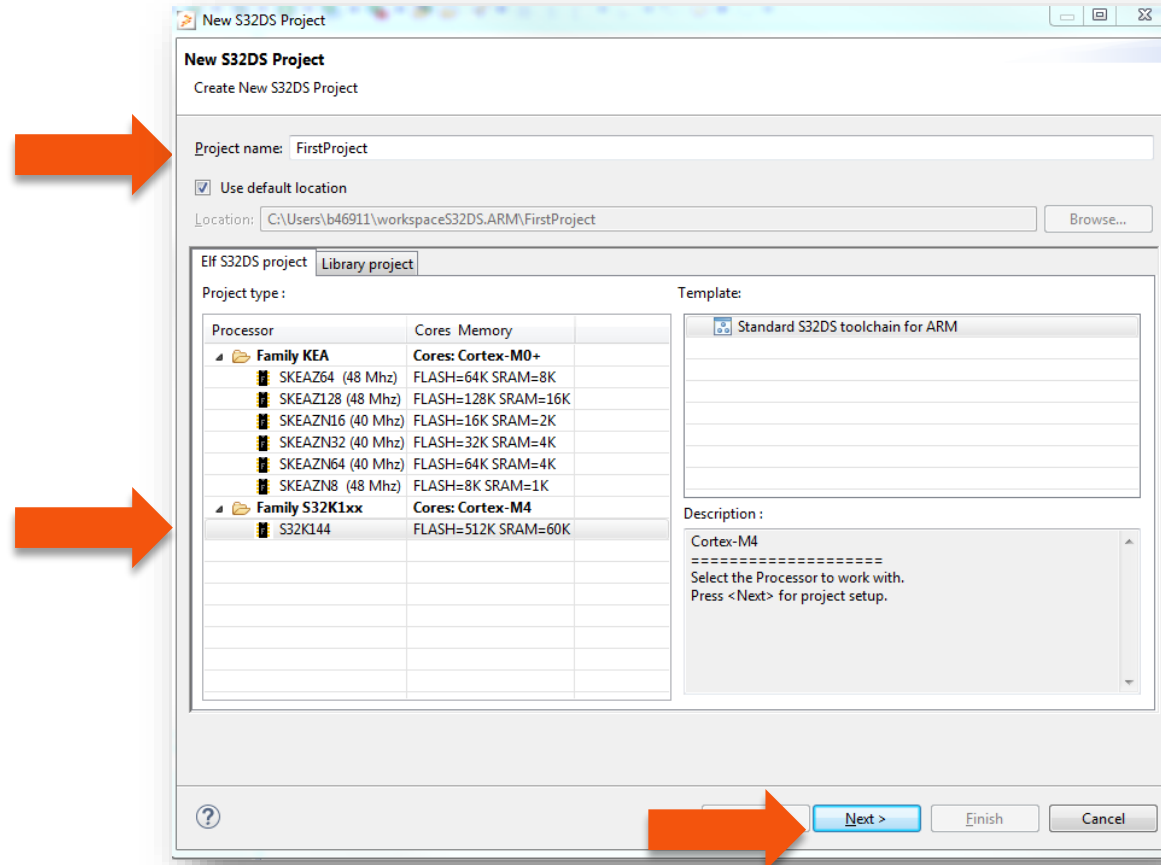 New S32DS Project
New S32DS Project
Create New S32DS Project
Project name: FirstProject
Use default location
Location: C:\Users\b46911\workspaceS32DS.ARM\FirstProject Browse...
Elf S32DS project Library project
Project type : Template:
Processor Cores Memory
Standard S32DS toolchain for ARM
Family KEA Cores: Cortex-M0+
SKEAZ64 (48 Mhz) FLASH=64K SRAM=8K
SKEAZ128 (48 Mhz) FLASH=128K SRAM=16K
SKEAZN16 (40 Mhz) FLASH=16K SRAM=2K
SKEAZN32 (40 Mhz) FLASH=32K SRAM=4K
SKEAZN64 (40 Mhz) FLASH=64K SRAM=4K
SKEAZN8 (48 Mhz) FLASH=8K SRAM=1K
Family S32K1xx Cores: Cortex-M4
S32K144 FLASH=512K SRAM=60K
Description :
Cortex-M4
====================
Select the Processor to work with.
Press <Next> for project setup.
? Next > Finish Cancel